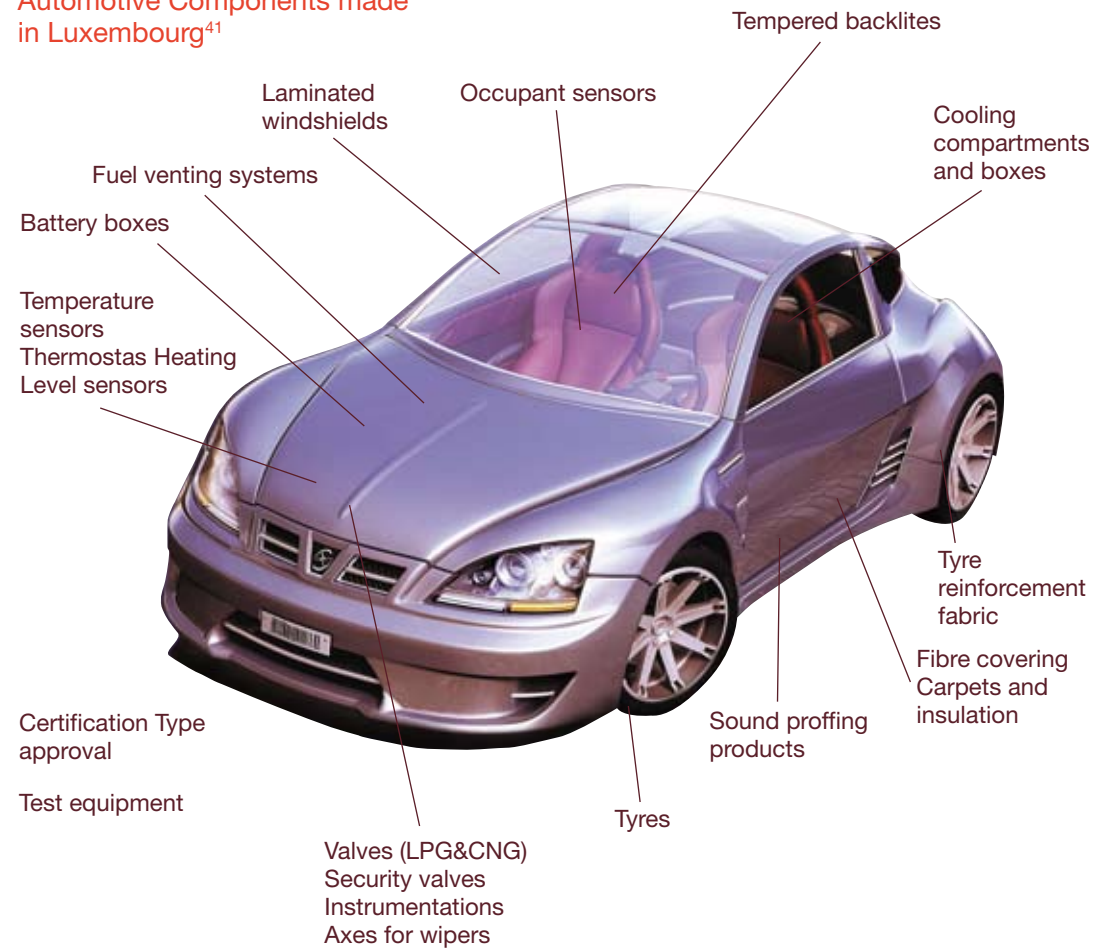 Automotive Components made
in Luxembourg41
Tempered backlites
Laminated
windshields
Occupant sensors
Cooling
compartments
and boxes
Fuel venting systems
Battery boxes
Temperature
sensors
Thermostas Heating
Level sensors
Tyre
reinforcement
fabric
Fibre covering
Carpets and
insulation
Sound proffing
products
Certification Type
approval
Test equipment
Tyres
Valves (LPG&CNG)
Security valves
Instrumentations
Axes for wipers